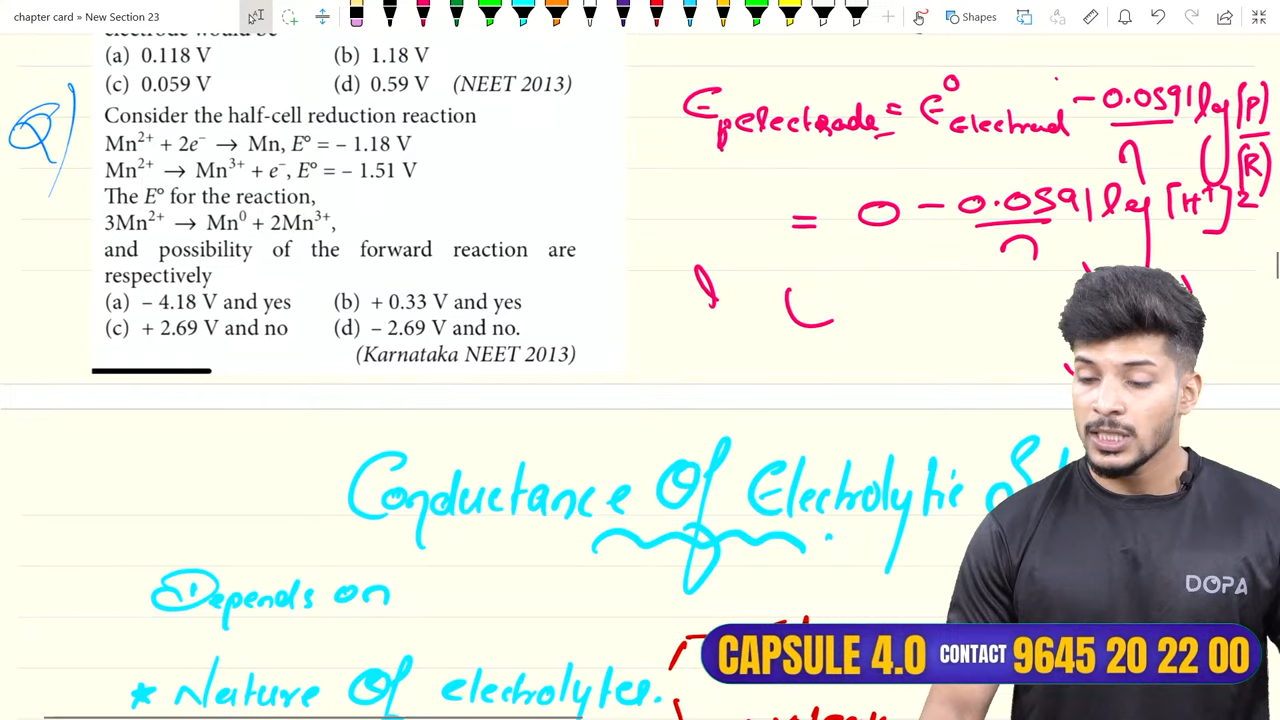 chapter card » New Section 23
Shapes
(a) 0.118 V (b) 1.18 V
(c) 0.059 V (d) 0.59 V (NEET 2013)
Q)
Consider the half-cell reduction reaction
Mn²⁺ + 2e⁻ → Mn, E° = – 1.18 V
Mn²⁺ → Mn³⁺ + e⁻, E° = – 1.51 V
The E° for the reaction,
3Mn²⁺ → Mn⁰ + 2Mn³⁺,
and possibility of the forward reaction are
respectively
(a) – 4.18 V and yes (b) + 0.33 V and yes
(c) + 2.69 V and no (d) – 2.69 V and no.
(Karnataka NEET 2013)
= E⁰ - 0.0591 log [P]
n [R]
= 0 - 0.0591 log [H⁺]²
n
Conductance Of Electrolytic
Depends on
* Nature Of electrolytes.
DOPA
CAPSULE 4.0 CONTACT 9645 20 22 00